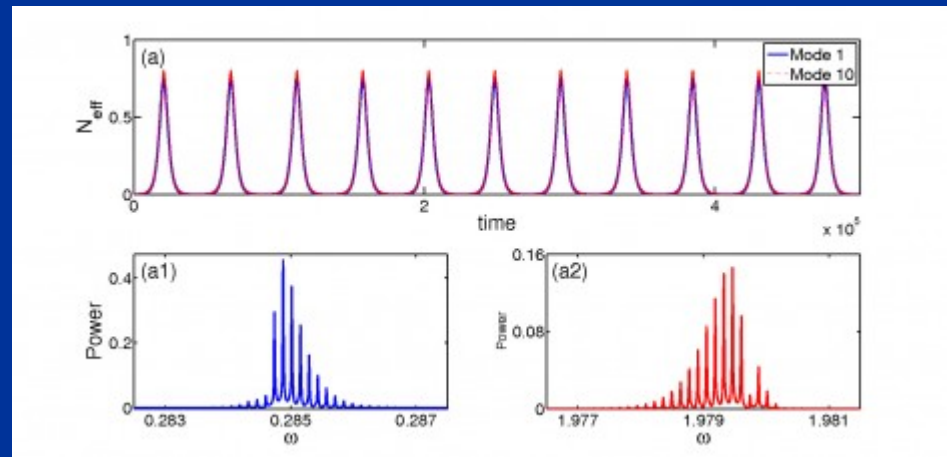 (a)
Mode 1
Mode 10
N_eff
1
0.5
0
0 2 4
time
x 10⁵
(a1)
Power
0.4
0.2
0
0.283 0.285 0.287
ω
(a2)
Power
0.16
0.08
0
1.977 1.979 1.981
ω